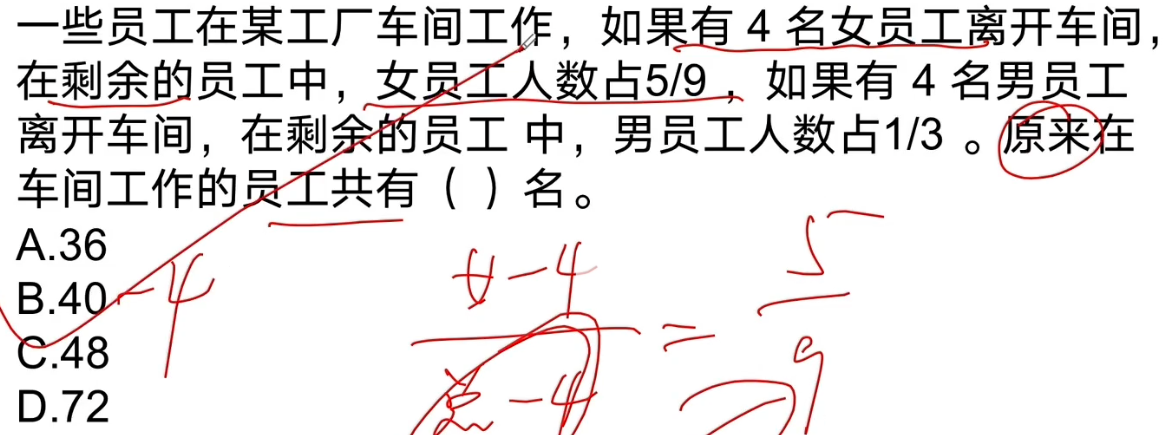 一些员工在某工厂车间工作，如果有 4 名女员工离开车间，
在剩余的员工中，女员工人数占5/9 ，如果有 4 名男员工
离开车间，在剩余的员工 中，男员工人数占1/3 。原来在
车间工作的员工共有（ ）名。
A.36
B.40 -4
C.48
D.72
女-4
总-4
=
5
9